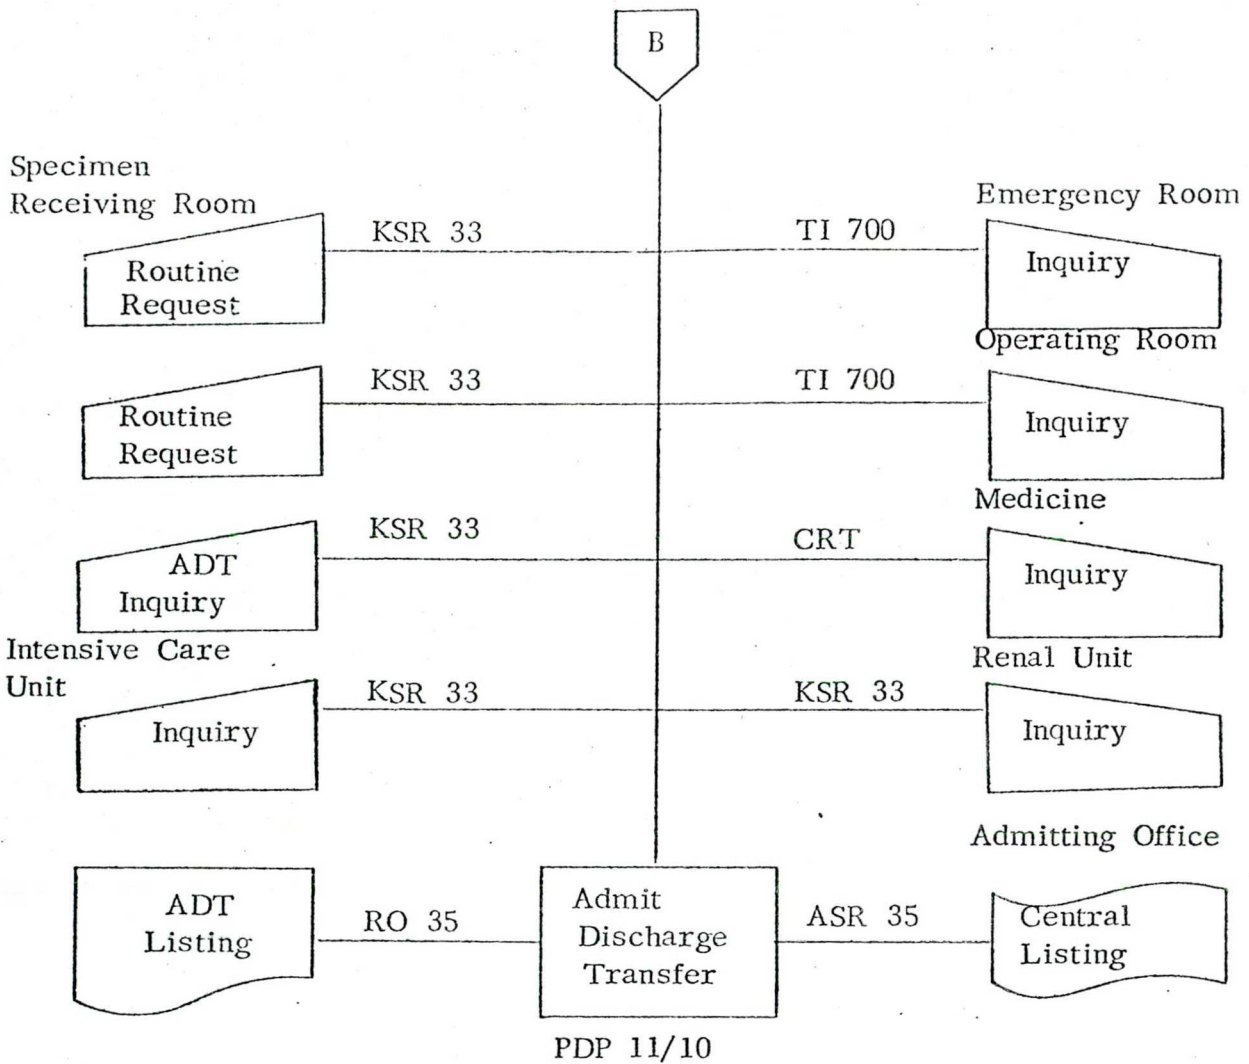 B
Specimen
Receiving Room
Emergency Room
KSR 33
TI 700
Routine
Request
Inquiry
Operating Room
KSR 33
TI 700
Routine
Request
Inquiry
Medicine
KSR 33
CRT
ADT
Inquiry
Inquiry
Intensive Care
Unit
Renal Unit
KSR 33
KSR 33
Inquiry
Inquiry
Admitting Office
ADT
Listing
RO 35
Admit
Discharge
Transfer
ASR 35
Central
Listing
PDP 11/10